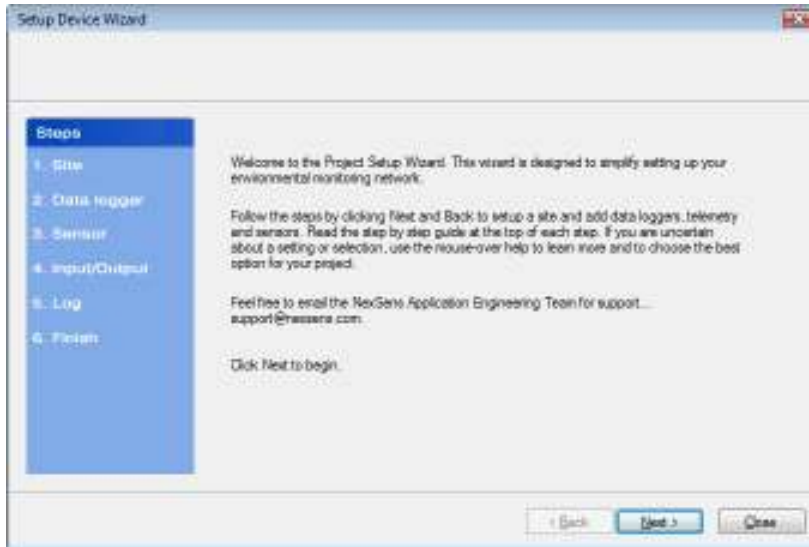 Setup Device Wizard
Steps
1. Site
2. Data logger
3. Sensor
4. Input/Output
5. Log
6. Finish
Welcome to the Project Setup Wizard. This wizard is designed to simplify setting up your
environmental monitoring network.
Follow the steps by clicking Next and Back to setup a site and add data loggers, telemetry
and sensors. Read the step by step guide at the top of each step. If you are uncertain
about a setting or selection, use the mouse-over help to learn more and to choose the best
option for your project.
Feel free to email the NexSens Application Engineering Team for support...
support@nexsens.com
Click Next to begin.
< Back
Next >
Close